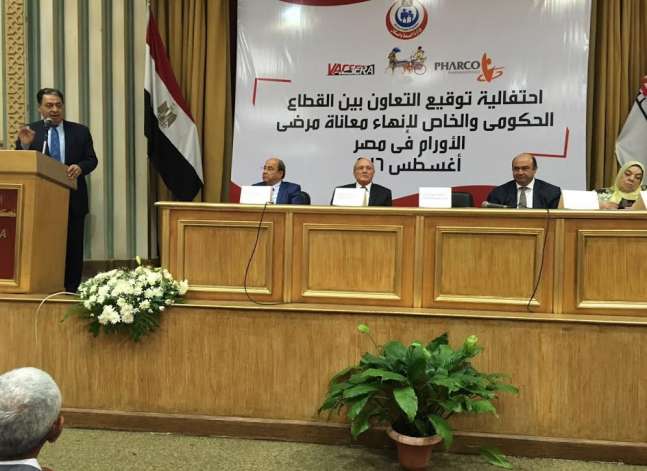 VACSERA
PHARCO
احتفالية توقيع التعاون بين القطاع
الحكومى والخاص لإنهاء معاناة مرضى
الأورام فى مصر
أغسطس